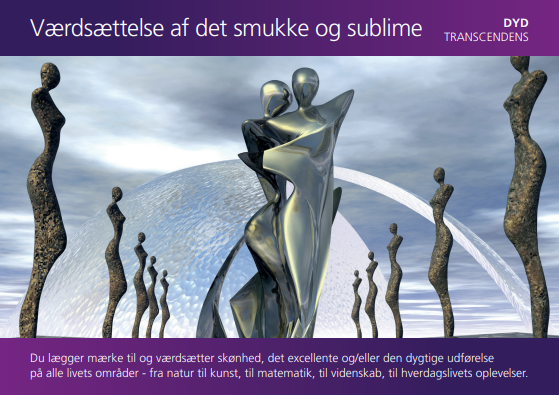 Værdsættelse af det smukke og sublime
DYD
TRANSCENDENS
Du lægger mærke til og værdsætter skønhed, det excellente og/eller den dygtige udførelse
på alle livets områder - fra natur til kunst, til matematik, til videnskab, til hverdagslivets oplevelser.